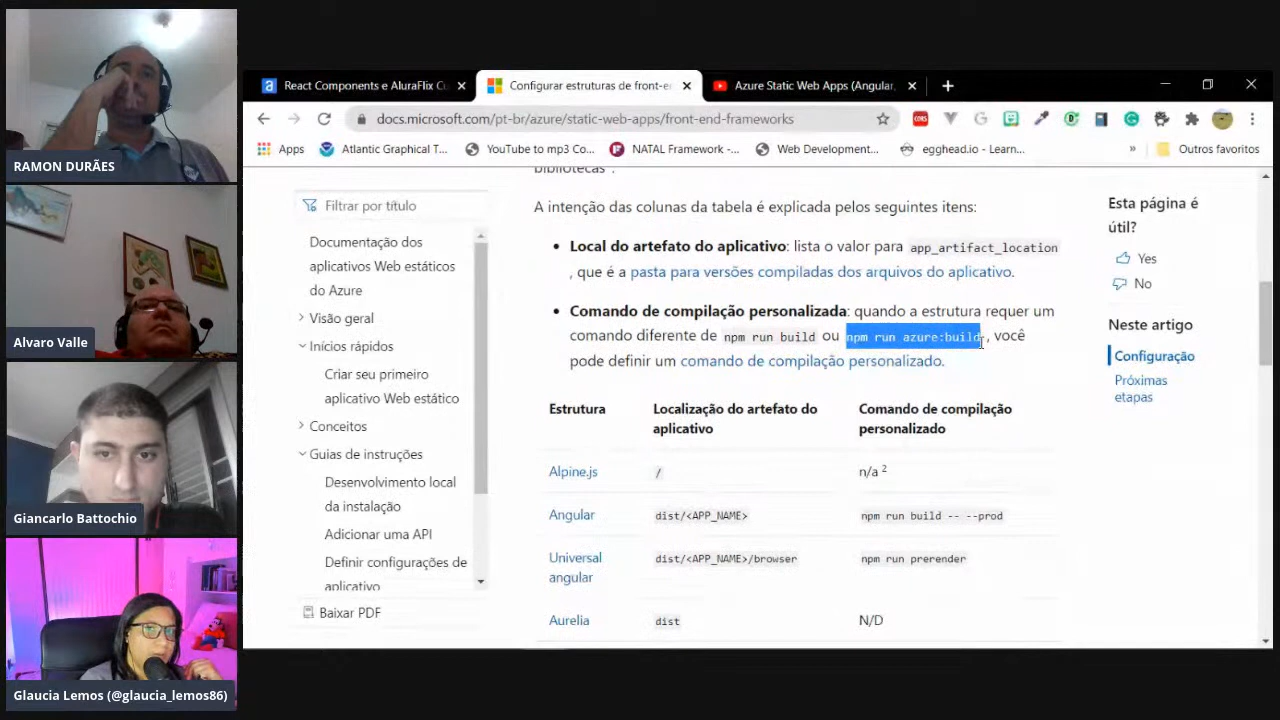 RAMON DURÃES
Alvaro Valle
Giancarlo Battochio
Glaucia Lemos (@glaucia_lemos86)
React Components e AluraFlix Cu
Configurar estruturas de front-e
Azure Static Web Apps (Angular,
docs.microsoft.com/pt-br/azure/static-web-apps/front-end-frameworks
CORS
Apps
Atlantic Graphical T...
YouTube to mp3 Co...
NATAL Framework -...
Web Development...
egghead.io - Learn...
»
Outros favoritos
Filtrar por título
Documentação dos
aplicativos Web estáticos
do Azure
Visão geral
Inícios rápidos
Criar seu primeiro
aplicativo Web estático
Conceitos
Guias de instruções
Desenvolvimento local
da instalação
Adicionar uma API
Definir configurações de
aplicativo
Baixar PDF
bibliotecas".
A intenção das colunas da tabela é explicada pelos seguintes itens:
• Local do artefato do aplicativo: lista o valor para app_artifact_location
, que é a pasta para versões compiladas dos arquivos do aplicativo.
• Comando de compilação personalizada: quando a estrutura requer um
comando diferente de npm run build ou npm run azure:build , você
pode definir um comando de compilação personalizado.
Estrutura Localização do artefato do Comando de compilação
aplicativo personalizado
Alpine.js / n/a 2
Angular dist/<APP_NAME> npm run build -- --prod
Universal dist/<APP_NAME>/browser npm run prerender
angular
Aurelia dist N/D
Esta página é
útil?
Yes
No
Neste artigo
Configuração
Próximas
etapas